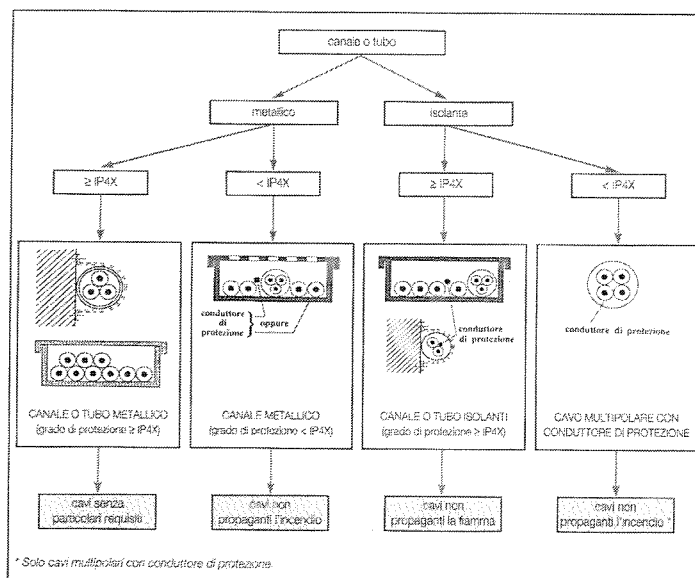 canale o tubo
metallico
isolante
≥ IP4X
< IP4X
≥ IP4X
< IP4X
conduttore
di
protezione
oppure
conduttore
di protezione
conduttore di protezione
CANALE O TUBO METALLICO
(grado di protezione ≥ IP4X)
CANALE METALLICO
(grado di protezione < IP4X)
CANALE O TUBO ISOLANTI
(grado di protezione ≥ IP4X)
CAVO MULTIPOLARE CON
CONDUTTORE DI PROTEZIONE
cavi senza
particolari requisiti
cavi non
propaganti l'incendio
cavi non
propaganti la fiamma
cavi non
propaganti l'incendio *
* Solo cavi multipolari con conduttore di protezione.